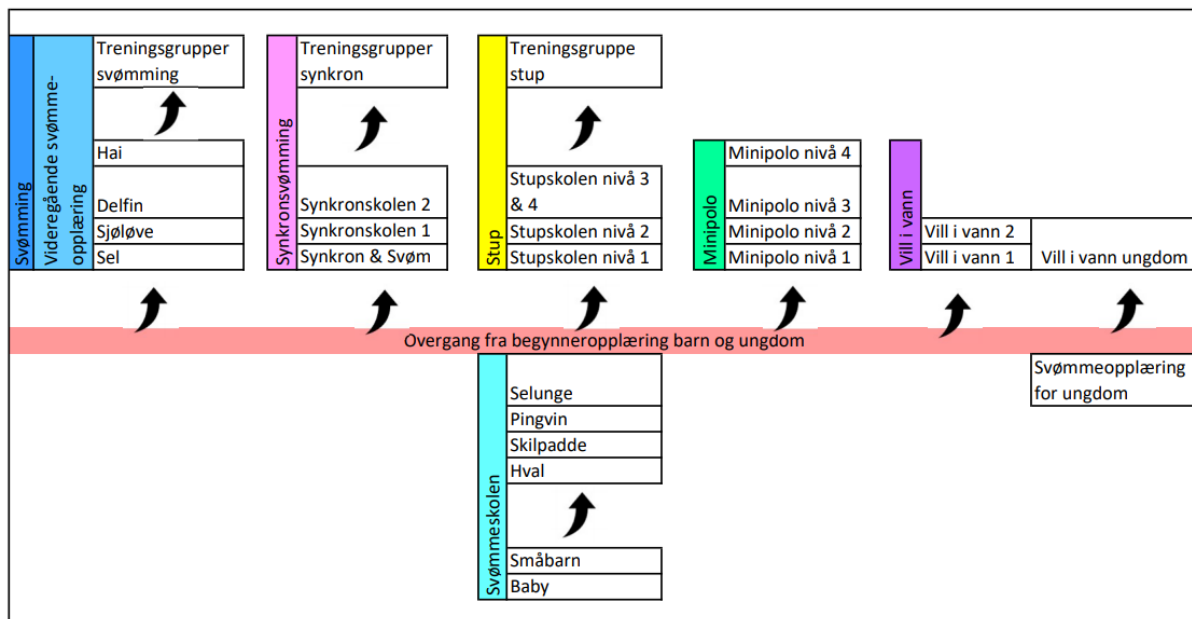 Svømming
Videregående svømme-
opplæring
Treningsgrupper
svømming
Hai
Delfin
Sjøløve
Sel
Synkronsvømming
Treningsgrupper
synkron
Synkronskolen 2
Synkronskolen 1
Synkron & Svøm
Stup
Treningsgruppe
stup
Stupskolen nivå 3
& 4
Stupskolen nivå 2
Stupskolen nivå 1
Minipolo
Minipolo nivå 4
Minipolo nivå 3
Minipolo nivå 2
Minipolo nivå 1
Vill i vann
Vill i vann 2
Vill i vann 1
Vill i vann ungdom
Overgang fra begynneropplæring barn og ungdom
Svømmeskolen
Selunge
Pingvin
Skilpadde
Hval
Småbarn
Baby
Svømmeopplæring
for ungdom